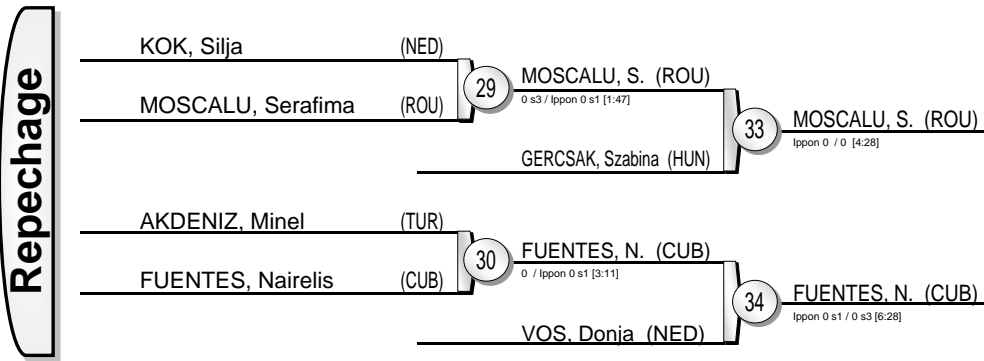 Repechage
KOK, Silja (NED)
MOSCALU, Serafima (ROU)
29
MOSCALU, S. (ROU)
0 s3 / Ippon 0 s1 [1:47]
GERCSAK, Szabina (HUN)
33
MOSCALU, S. (ROU)
Ippon 0 / 0 [4:28]
AKDENIZ, Minel (TUR)
FUENTES, Nairelis (CUB)
30
FUENTES, N. (CUB)
0 / Ippon 0 s1 [3:11]
VOS, Donja (NED)
34
FUENTES, N. (CUB)
Ippon 0 s1 / 0 s3 [6:28]